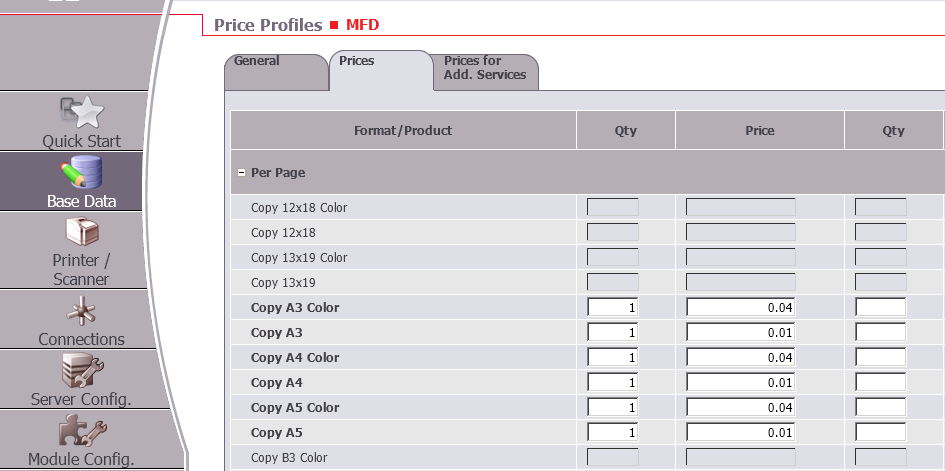 Price Profiles MFD
General
Prices
Prices for
Add. Services
Quick Start
Base Data
Printer /
Scanner
Connections
Server Config.
Module Config.
Format/Product Qty Price Qty
Per Page
Copy 12x18 Color
Copy 12x18
Copy 13x19 Color
Copy 13x19
Copy A3 Color 1 0.04
Copy A3 1 0.01
Copy A4 Color 1 0.04
Copy A4 1 0.01
Copy A5 Color 1 0.04
Copy A5 1 0.01
Copy B3 Color